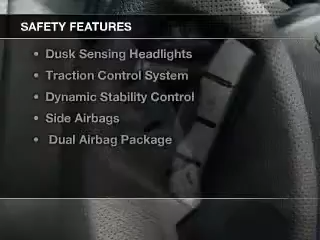 SAFETY FEATURES
• Dusk Sensing Headlights
• Traction Control System
• Dynamic Stability Control
• Side Airbags
• Dual Airbag Package